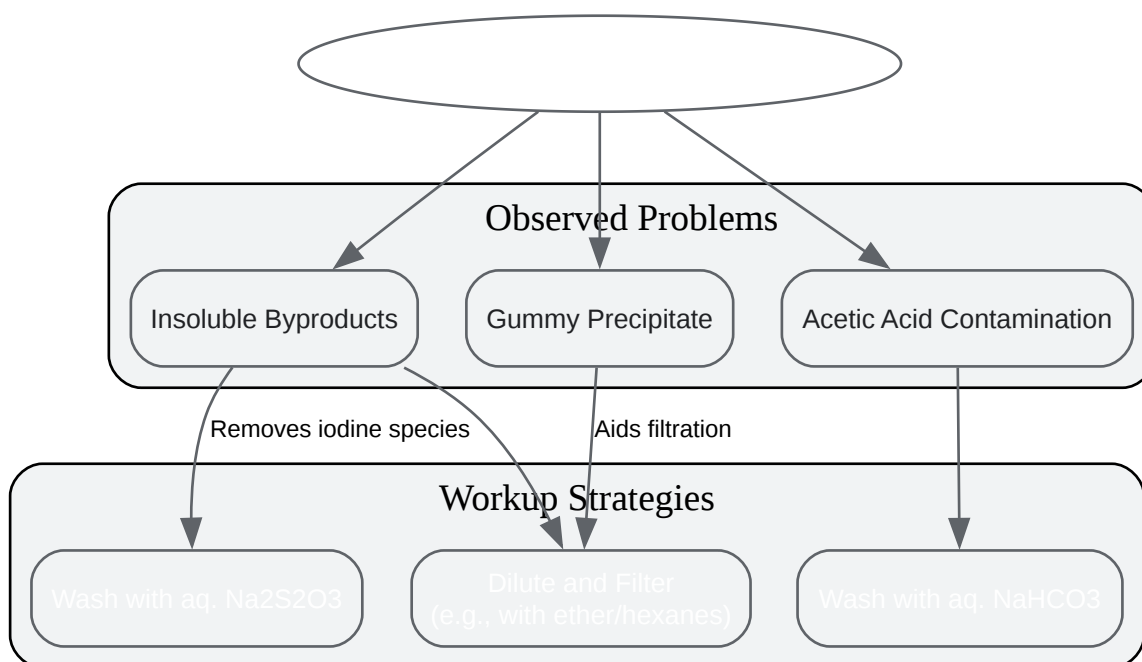 Observed Problems
Insoluble Byproducts
Gummy Precipitate
Acetic Acid Contamination
Removes iodine species
Aids filtration
Workup Strategies
Wash with aq. Na2S2O3
Dilute and Filter
(e.g., with ether/hexanes)
Wash with aq. NaHCO3